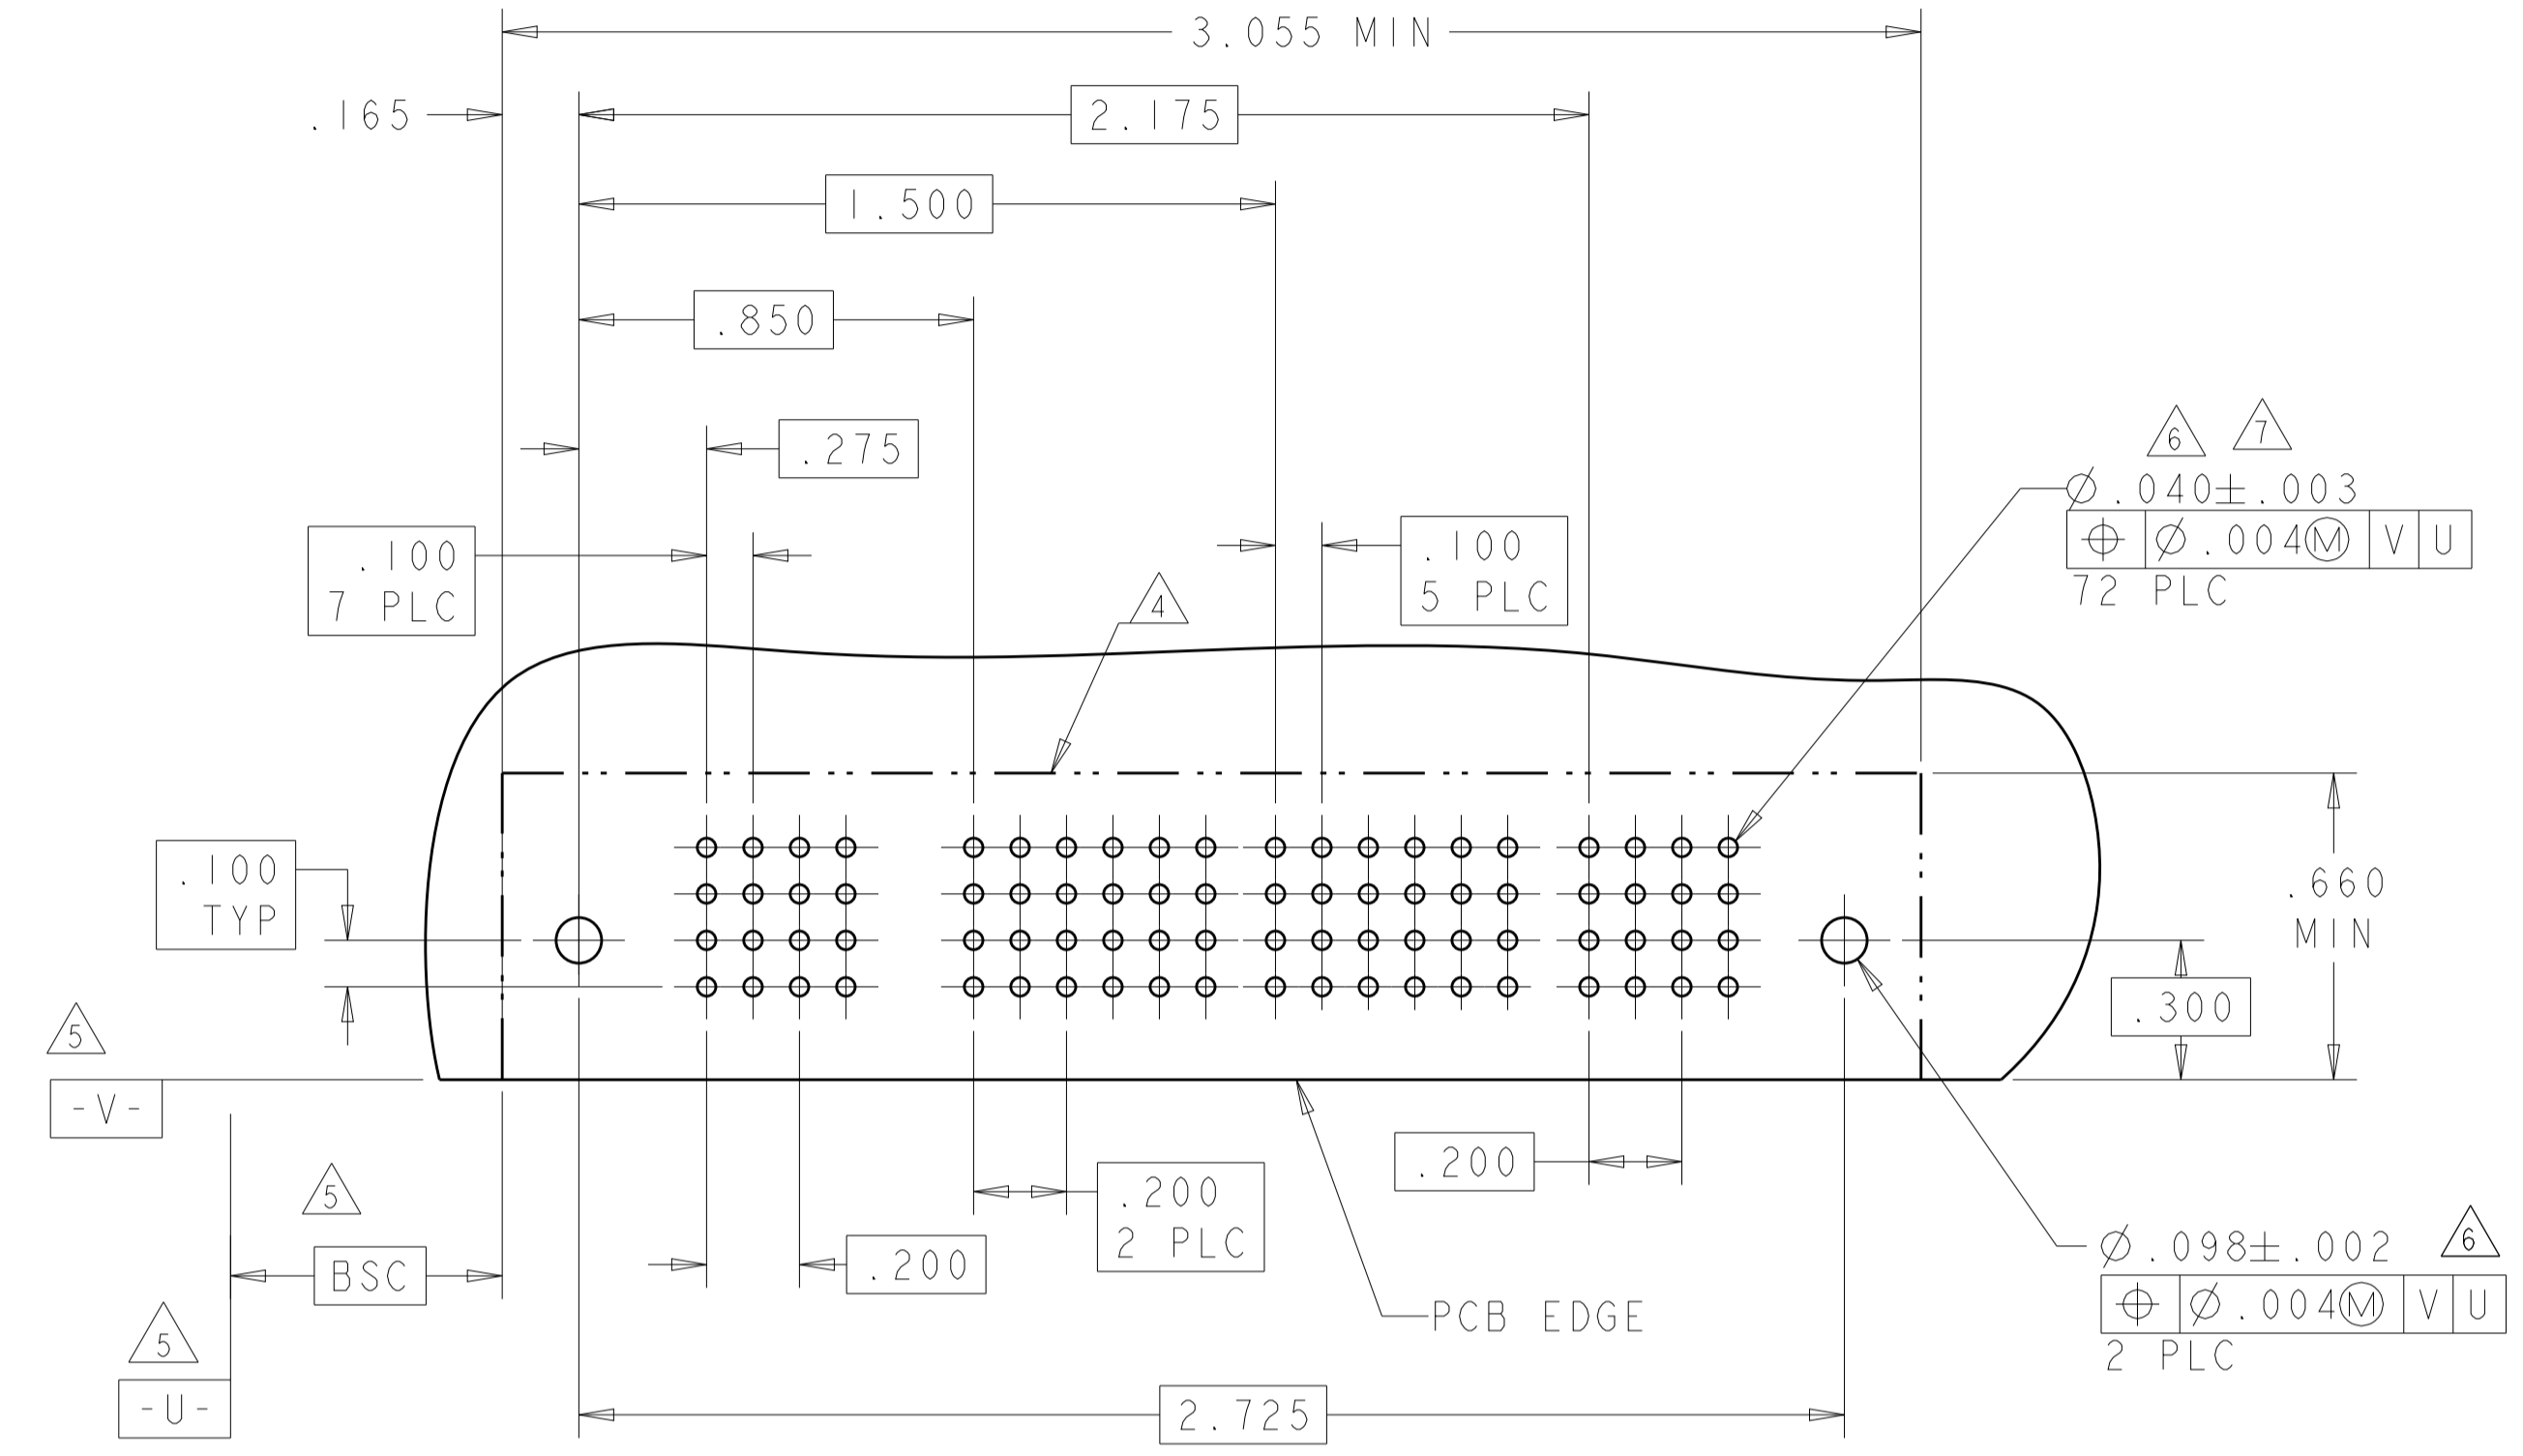 3.055 MIN
.165
2.175
1.500
.850
.275
6
7
Ø.040±.003
⌖ Ø.004Ⓜ V U
72 PLC
.100
7 PLC
.100
5 PLC
4
.100
TYP
.660
MIN
.300
5
-V-
5
BSC
.200
.200
2 PLC
.200
PCB EDGE
Ø.098±.002
6
⌖ Ø.004Ⓜ V U
2 PLC
5
-U-
2.725